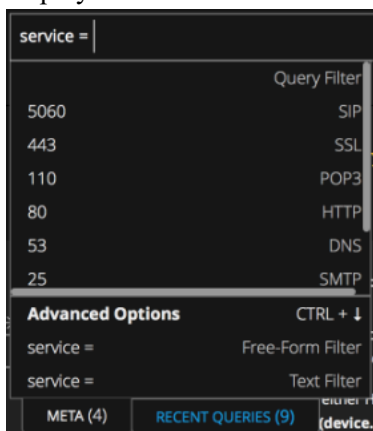 service =
Query Filter
5060 SIP
443 SSL
110 POP3
80 HTTP
53 DNS
25 SMTP
Advanced Options CTRL + ↓
service = Free-Form Filter
service = Text Filter
META (4) RECENT QUERIES (9) (device.